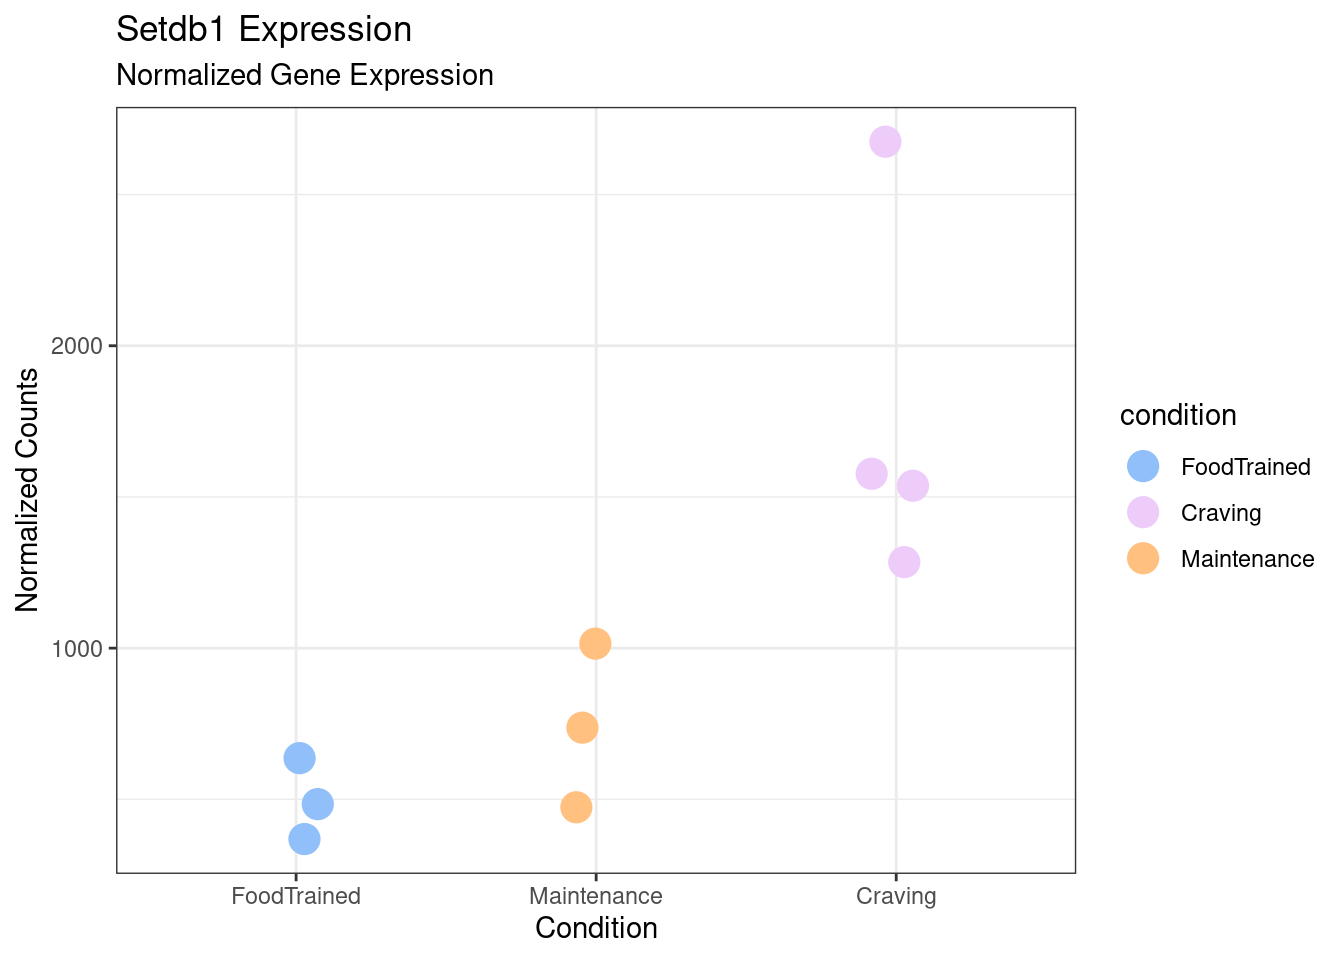 Setdb1 Expression
Normalized Gene Expression
Normalized Counts
2000
1000
FoodTrained
Maintenance
Craving
Condition
condition
FoodTrained
Craving
Maintenance